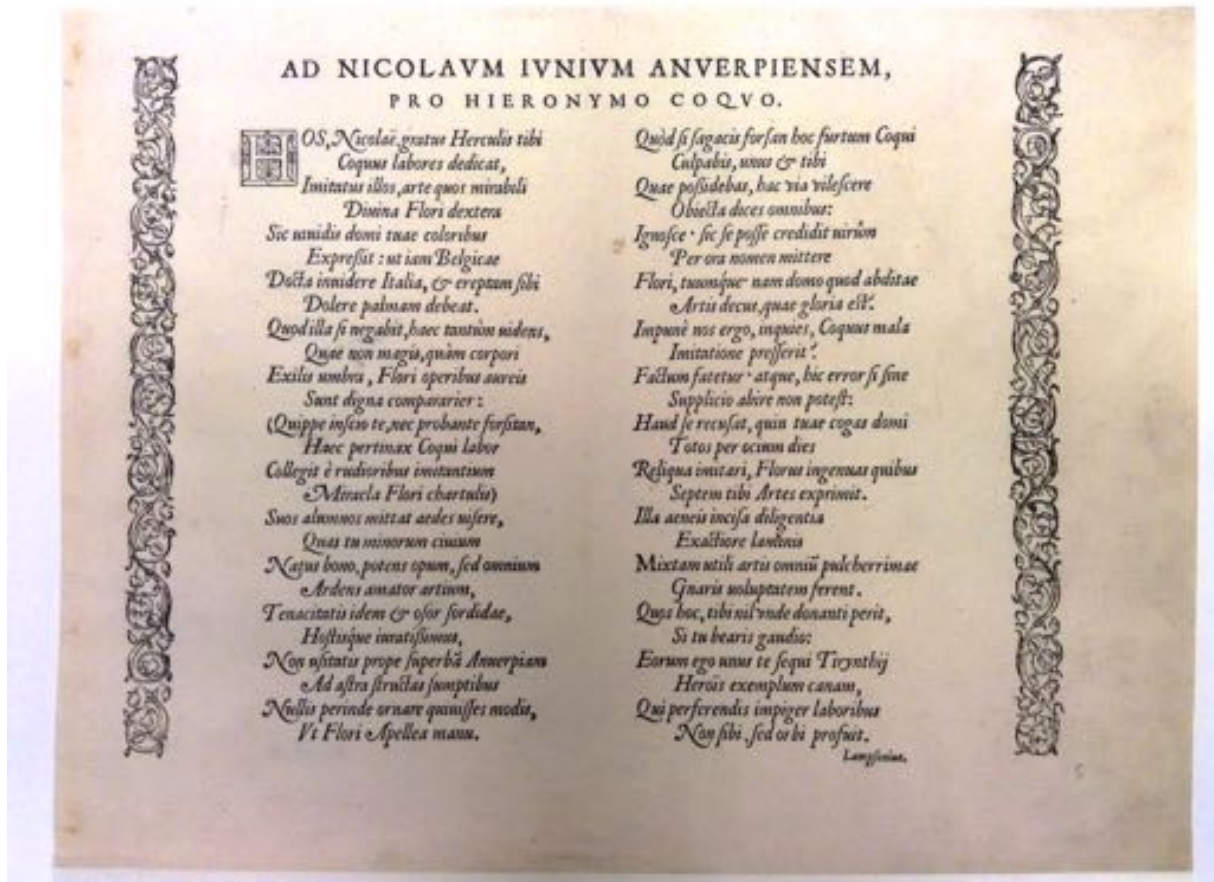 AD NICOLAVM IVNIVM ANVERPIENSEM,
PRO HIERONYMO COQVO.
HOS, Nicolaë, gratus Herculis tibi
Coquus labores dedicat,
Imitatus illos, arte quos mirabili
Diuina Flori dextera
Sic uiuidis domi tuae coloribus
Expreßit: ut iam Belgicae
Docta inuidere Italia, & ereptam sibi
Dolere palmam debeat.
Quod illa si negabit, haec tantùm uidens,
Quae non magis, quàm corpori
Exilis umbra, Flori operibus aureis
Sunt digna compararier:
(Quippe inscio te, nec probante forsitan,
Haec pertinax Coqui labor
Collegit è rudioribus imitantium
Miracla Flori chartulis)
Suos alumnos mittat aedes uisere,
Quas tu minorum ciuium
Natus bono, potens opum, sed omnium
Ardens amator artium,
Tenacitatis idem & osor sordidae,
Hostisque iuratißimus,
Non usitatis prope superbã Anuerpiam
Ad astra structas sumptibus
Nullis perinde ornare quiuisses modis,
Vt Flori Apellea manu.
Quòd si sagacis forsan hoc furtum Coqui
Culpabis, unus & tibi
Quae poßidebas, hac via vilescere
Obiecta dices omnibus:
Ignosce · sic se posse credidit uirûm
Per ora nomen mittere
Flori, tuumque· nam domo quod abditae
Artis decus, quae gloria est?
Impunè nos ergo, inquies, Coquus mala
Imitatione presserit?
Factum fatetur · atque, hic error si sine
Supplicio abire non potest:
Haud se recusat, quin tuae cogas domi
Totos per ocium dies
Reliqua imitari, Florus ingenuas quibus
Septem tibi Artes exprimit.
Illa aeneis incisa diligentia
Exactiore laminis
Mixtam utili artis omniũ pulcherrimae
Gnaris uoluptatem ferent.
Quos hoc, tibi nil vnde donanti perit,
Si tu bearis gaudio:
Eorum ego unus te sequi Tirynthij
Heroïs exemplum canam,
Qui perferendis impiger laboribus
Non sibi, sed orbi profuit.
Lampsonius.